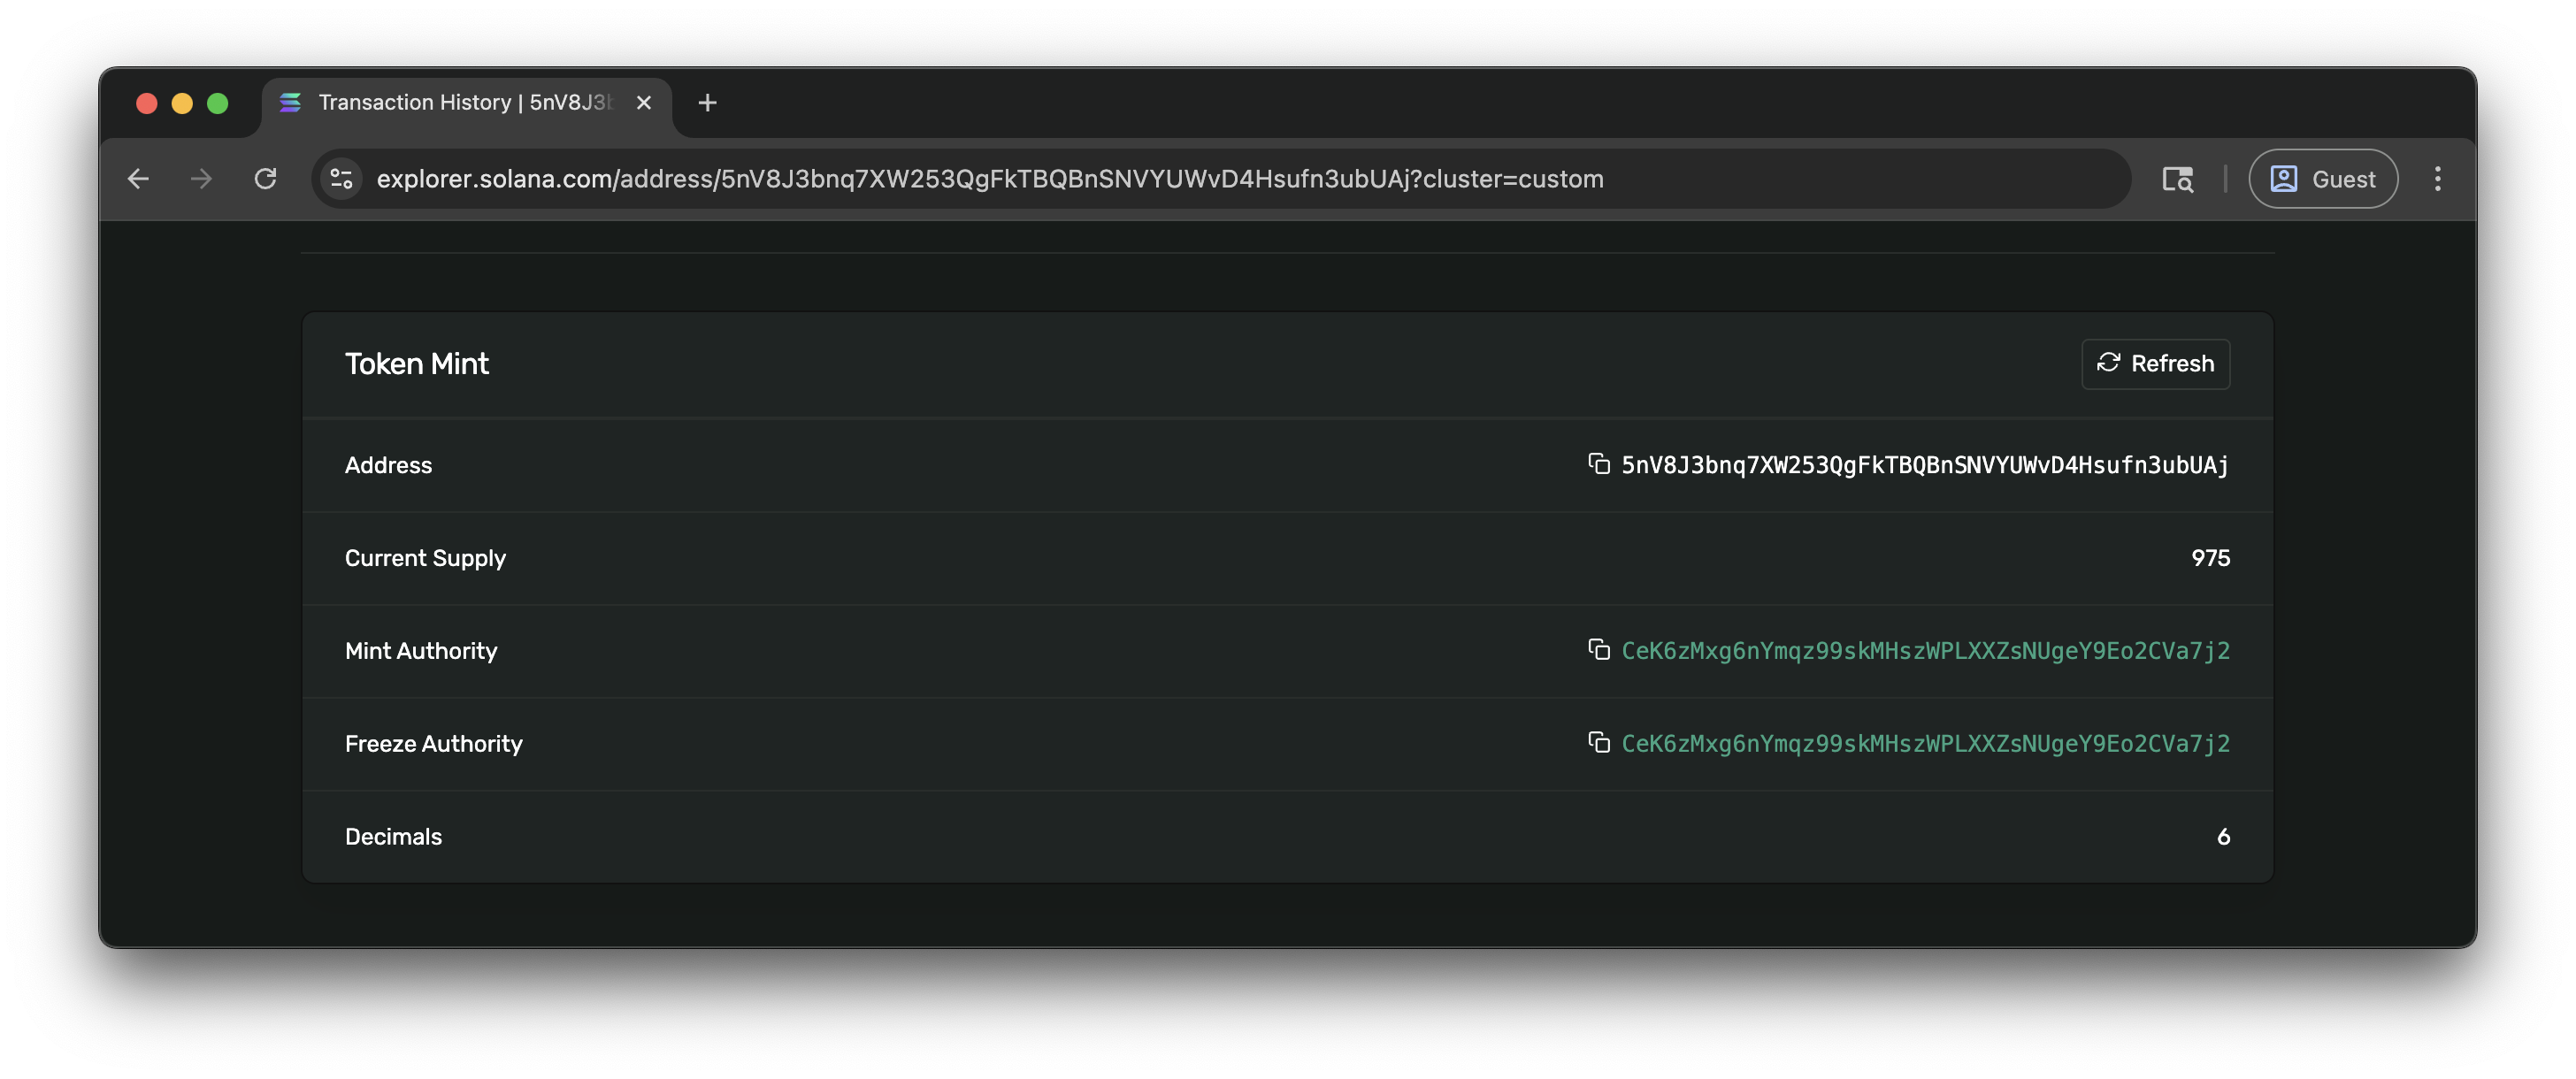 Transaction History | 5nV8J3b
explorer.solana.com/address/5nV8J3bnq7XW253QgFkTBQBnSNVYUWvD4Hsufn3ubUAj?cluster=custom
Guest
Token Mint
Refresh
Address 5nV8J3bnq7XW253QgFkTBQBnSNVYUWvD4Hsufn3ubUAj
Current Supply 975
Mint Authority CeK6zMxg6nYmqz99skMHszWPLXXZsNUgeY9Eo2CVa7j2
Freeze Authority CeK6zMxg6nYmqz99skMHszWPLXXZsNUgeY9Eo2CVa7j2
Decimals 6